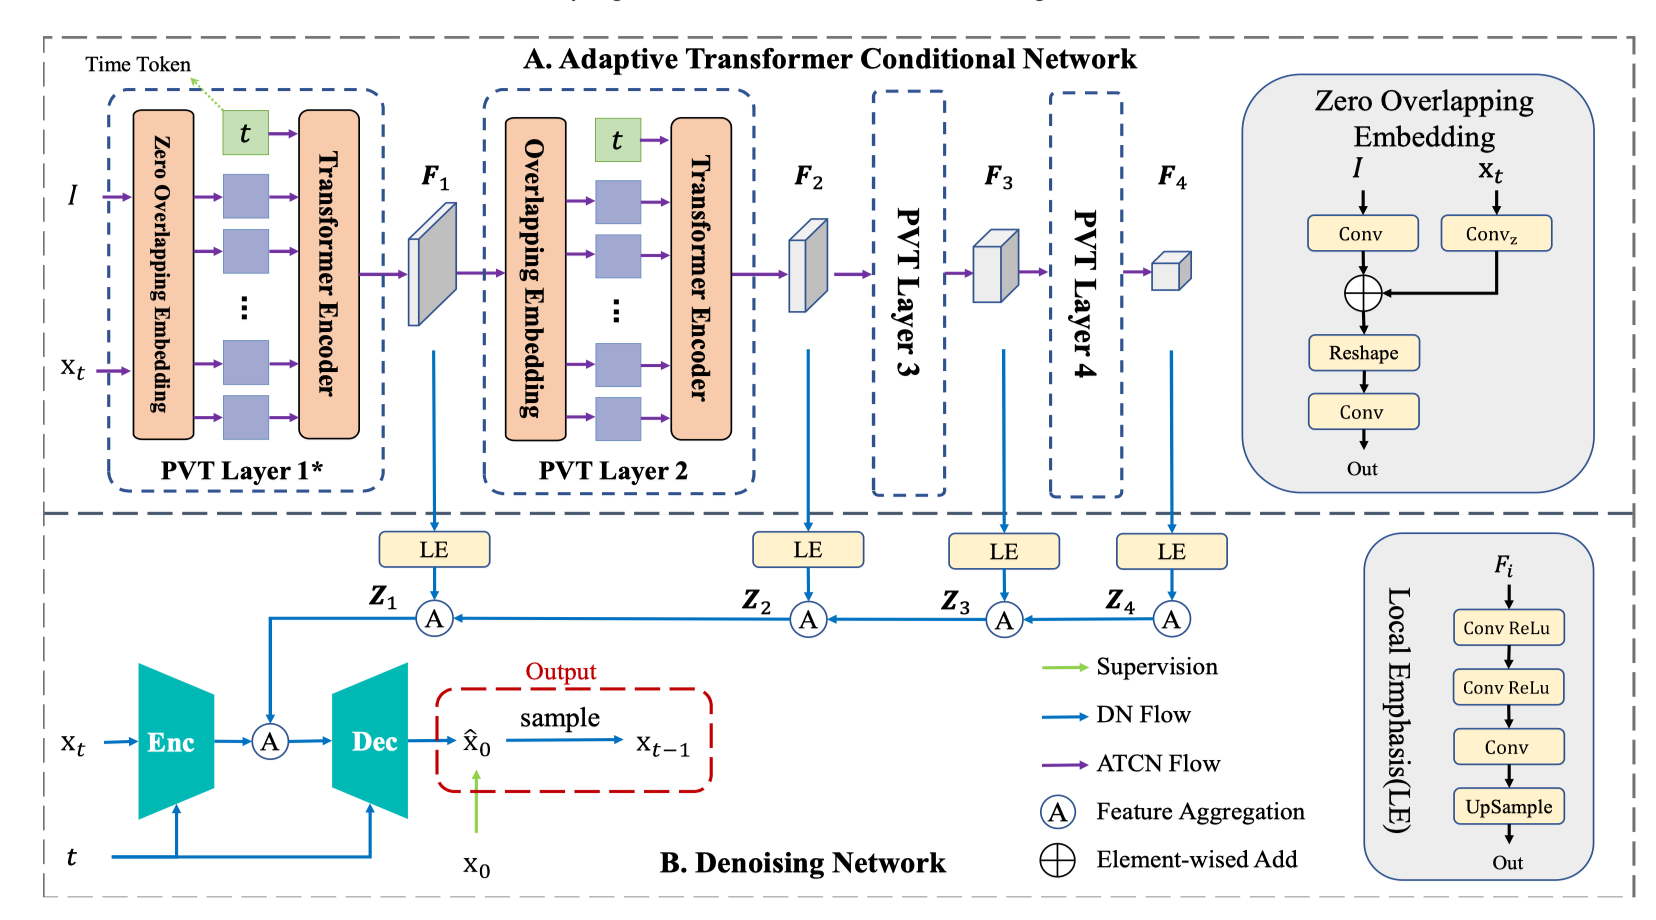 A. Adaptive Transformer Conditional Network
Time Token
I
x_t
Zero Overlapping Embedding
t
...
Transformer Encoder
PVT Layer 1*
F_1
Overlapping Embedding
t
...
Transformer Encoder
PVT Layer 2
F_2
PVT Layer 3
F_3
PVT Layer 4
F_4
Zero Overlapping
Embedding
I
x_t
Conv
Conv_z
Reshape
Conv
Out
LE
LE
LE
LE
Z_1
A
Z_2
A
Z_3
A
Z_4
A
x_t
Enc
A
Dec
t
Output
x̂_0
sample
x_{t−1}
x_0
B. Denoising Network
Supervision
DN Flow
ATCN Flow
A
Feature Aggregation
Element-wised Add
Local Emphasis(LE)
F_i
Conv ReLu
Conv ReLu
Conv
UpSample
Out